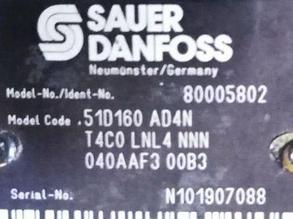 SAUER
DANFOSS
Neumünster/Germany
Model-No./Ident-No. 80005802
Model Code .51D160 AD4N
T4C0 LNL4 NNN
040AAF3 00B3
Serial-No. N101907088